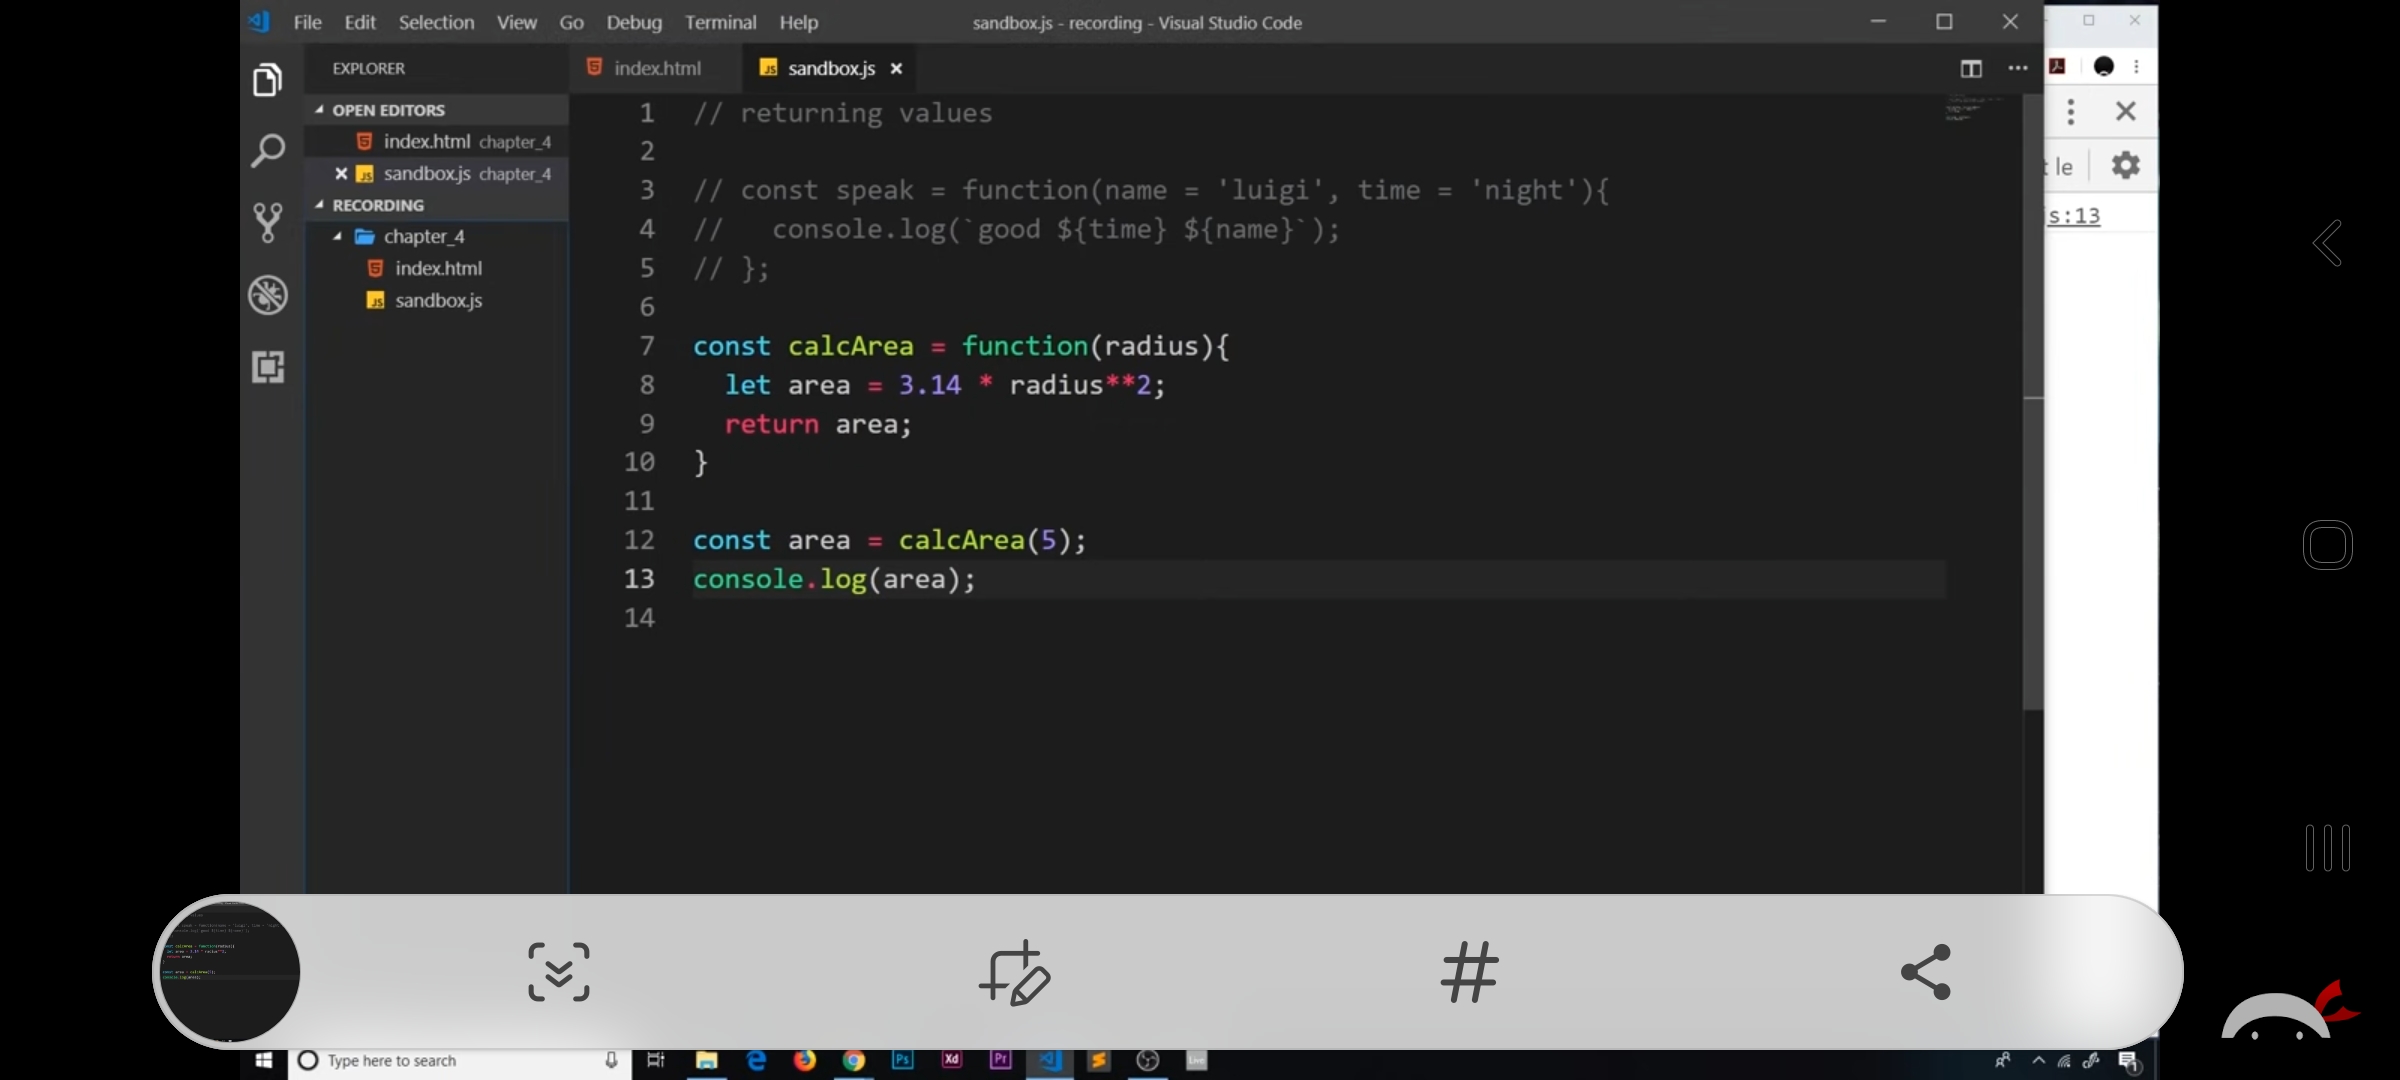 File Edit Selection View Go Debug Terminal Help
sandbox.js - recording - Visual Studio Code
EXPLORER
OPEN EDITORS
index.html chapter_4
sandbox.js chapter_4
RECORDING
chapter_4
index.html
sandbox.js
index.html
sandbox.js
1 // returning values
2
3 // const speak = function(name = 'luigi', time = 'night'){
4 //   console.log(`good ${time} ${name}`);
5 // };
6
7 const calcArea = function(radius){
8   let area = 3.14 * radius**2;
9   return area;
10 }
11
12 const area = calcArea(5);
13 console.log(area);
14
s:13
Type here to search
Ps
Xd
Pr